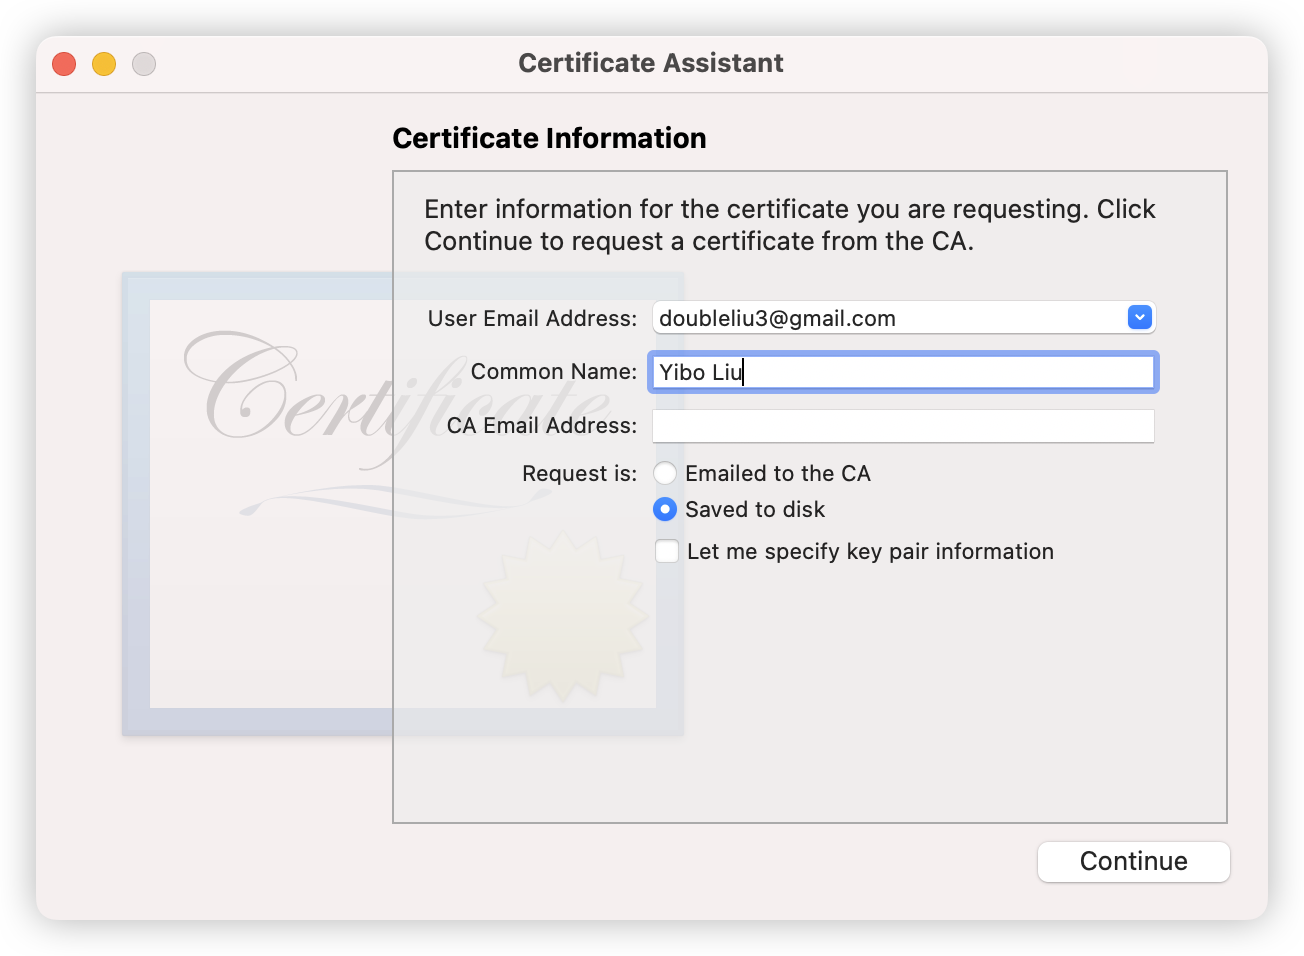 Certificate Assistant
Certificate Information
Enter information for the certificate you are requesting. Click
Continue to request a certificate from the CA.
Certificate
User Email Address: doubleliu3@gmail.com
Common Name: Yibo Liu
CA Email Address:
Request is: Emailed to the CA
Saved to disk
Let me specify key pair information
Continue